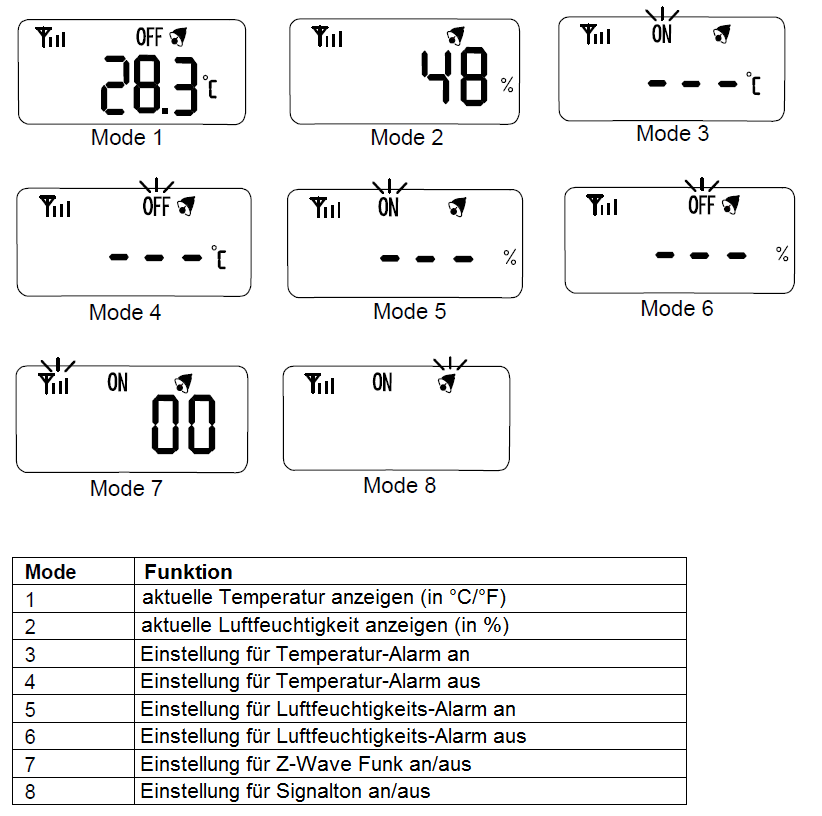 OFF
28.3 °C
Mode 1
48 %
Mode 2
ON
- - - °C
Mode 3
OFF
- - - °C
Mode 4
ON
- - - %
Mode 5
OFF
- - - %
Mode 6
ON
00
Mode 7
ON
Mode 8
Mode Funktion
1 aktuelle Temperatur anzeigen (in °C/°F)
2 aktuelle Luftfeuchtigkeit anzeigen (in %)
3 Einstellung für Temperatur-Alarm an
4 Einstellung für Temperatur-Alarm aus
5 Einstellung für Luftfeuchtigkeits-Alarm an
6 Einstellung für Luftfeuchtigkeits-Alarm aus
7 Einstellung für Z-Wave Funk an/aus
8 Einstellung für Signalton an/aus